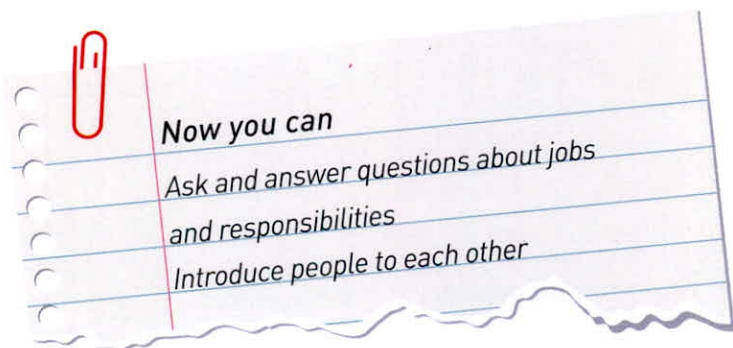 Now you can
Ask and answer questions about jobs
and responsibilities
Introduce people to each other